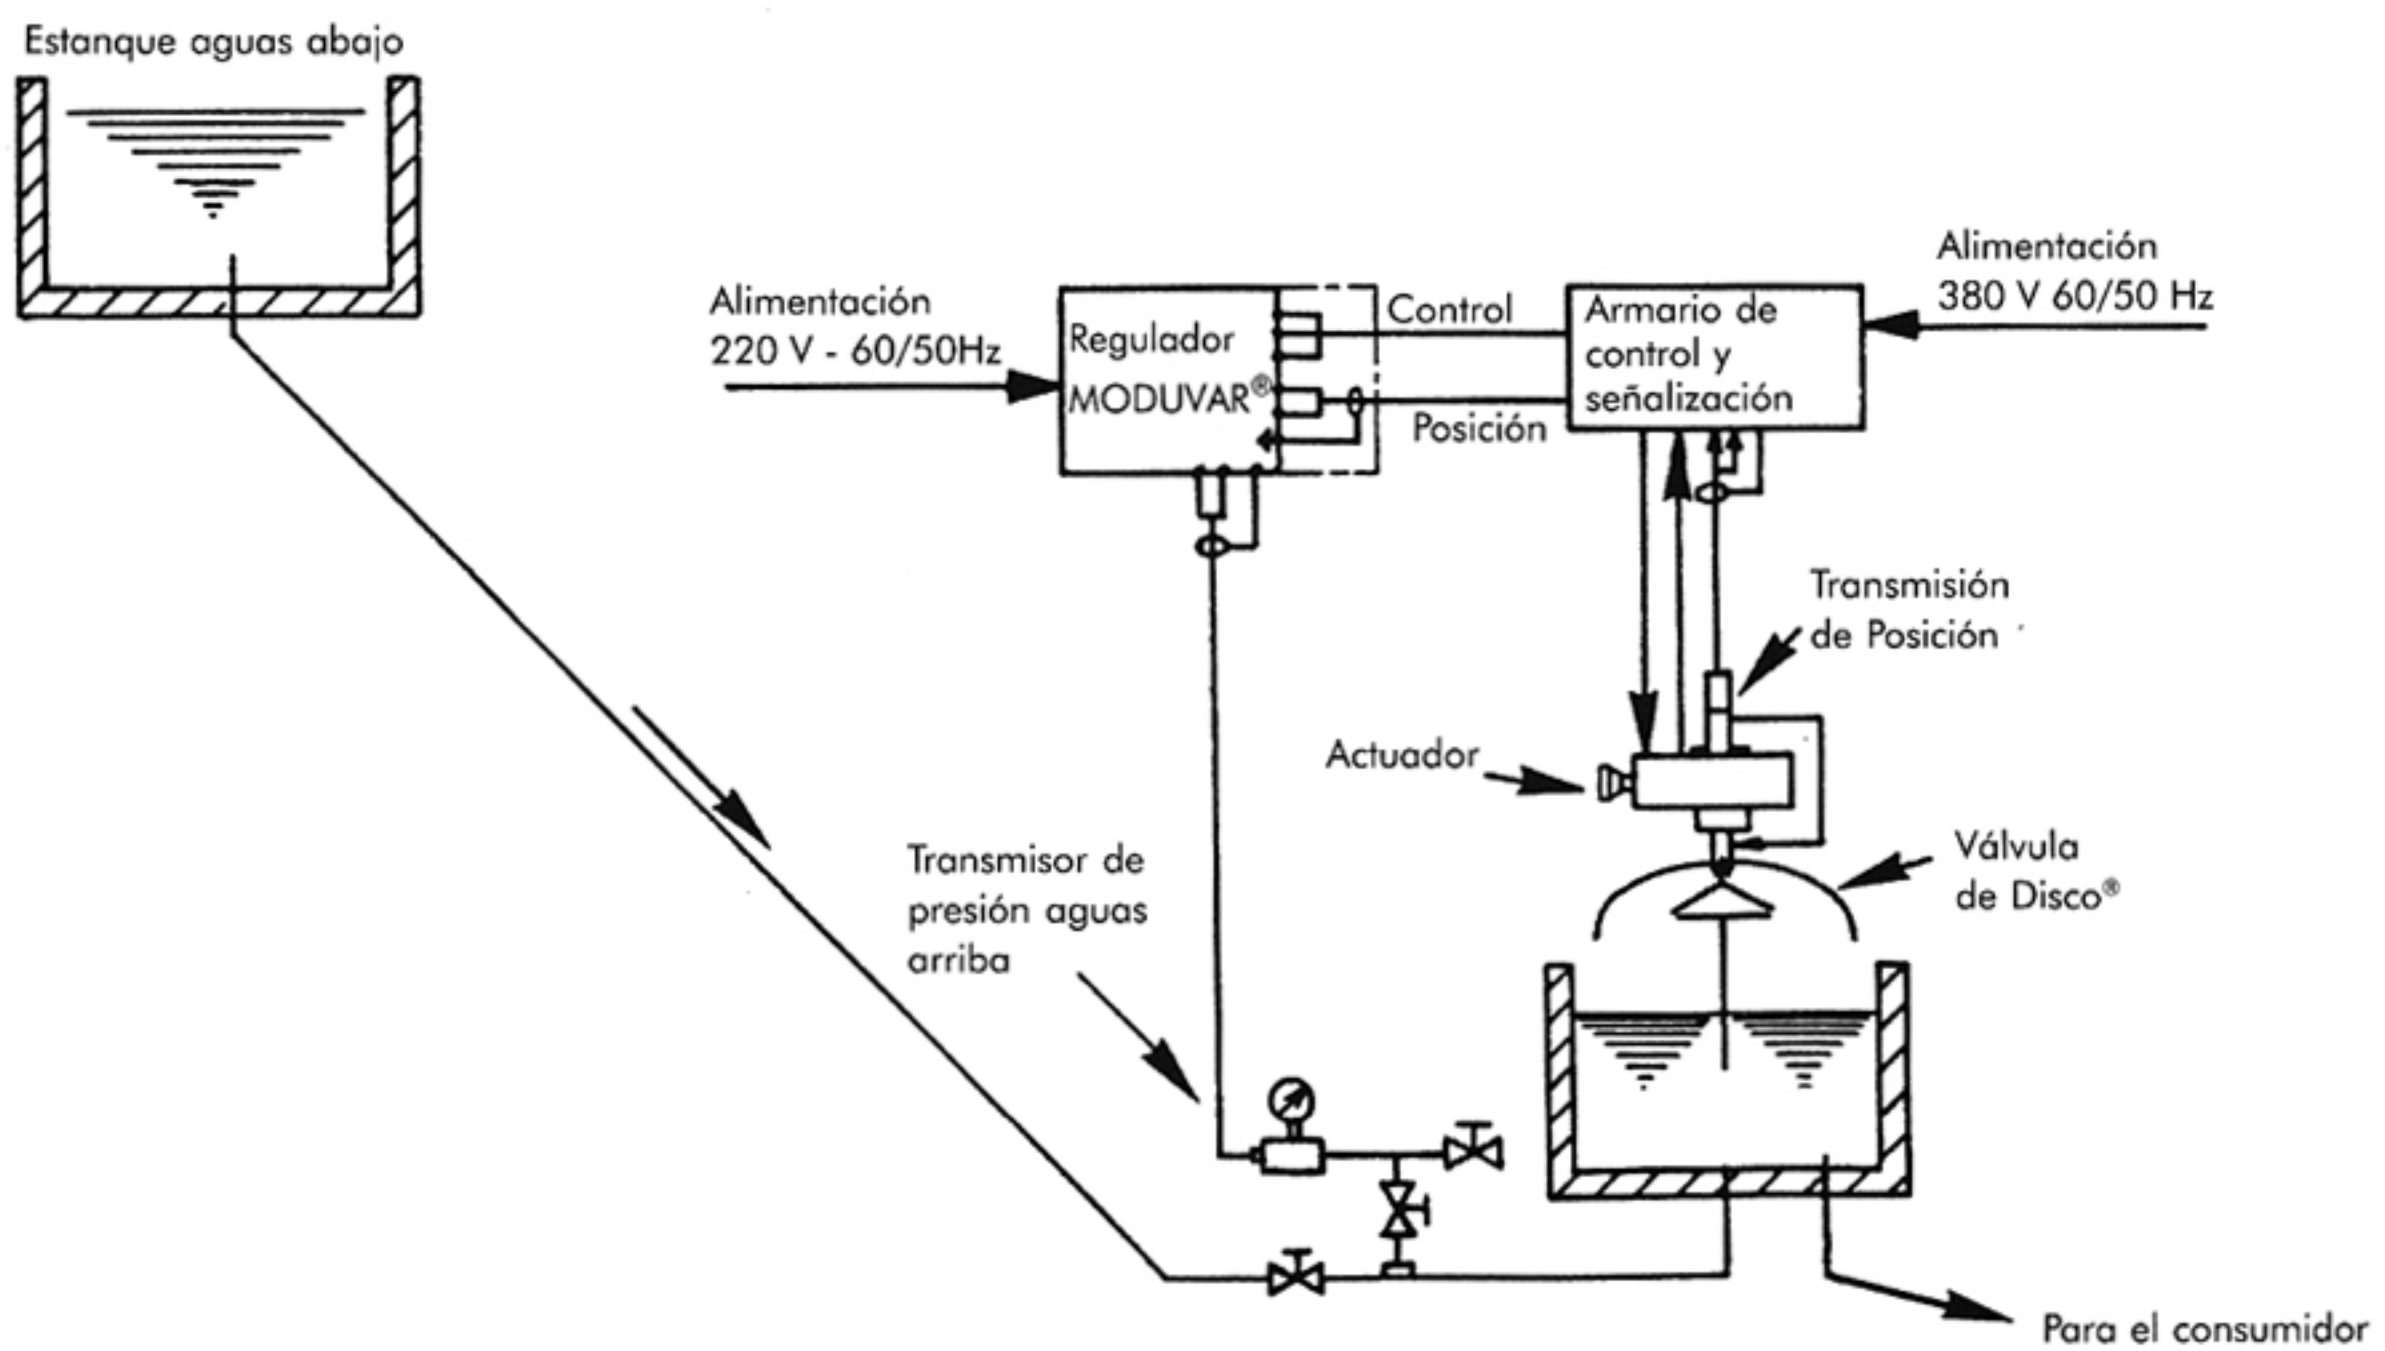 Estanque aguas abajo
Alimentación
220 V - 60/50Hz
Regulador
MODUVAR®
Control
Posición
Armario de
control y
señalización
Alimentación
380 V 60/50 Hz
Transmisión
de Posición
Actuador
Válvula
de Disco®
Transmisor de
presión aguas
arriba
Para el consumidor